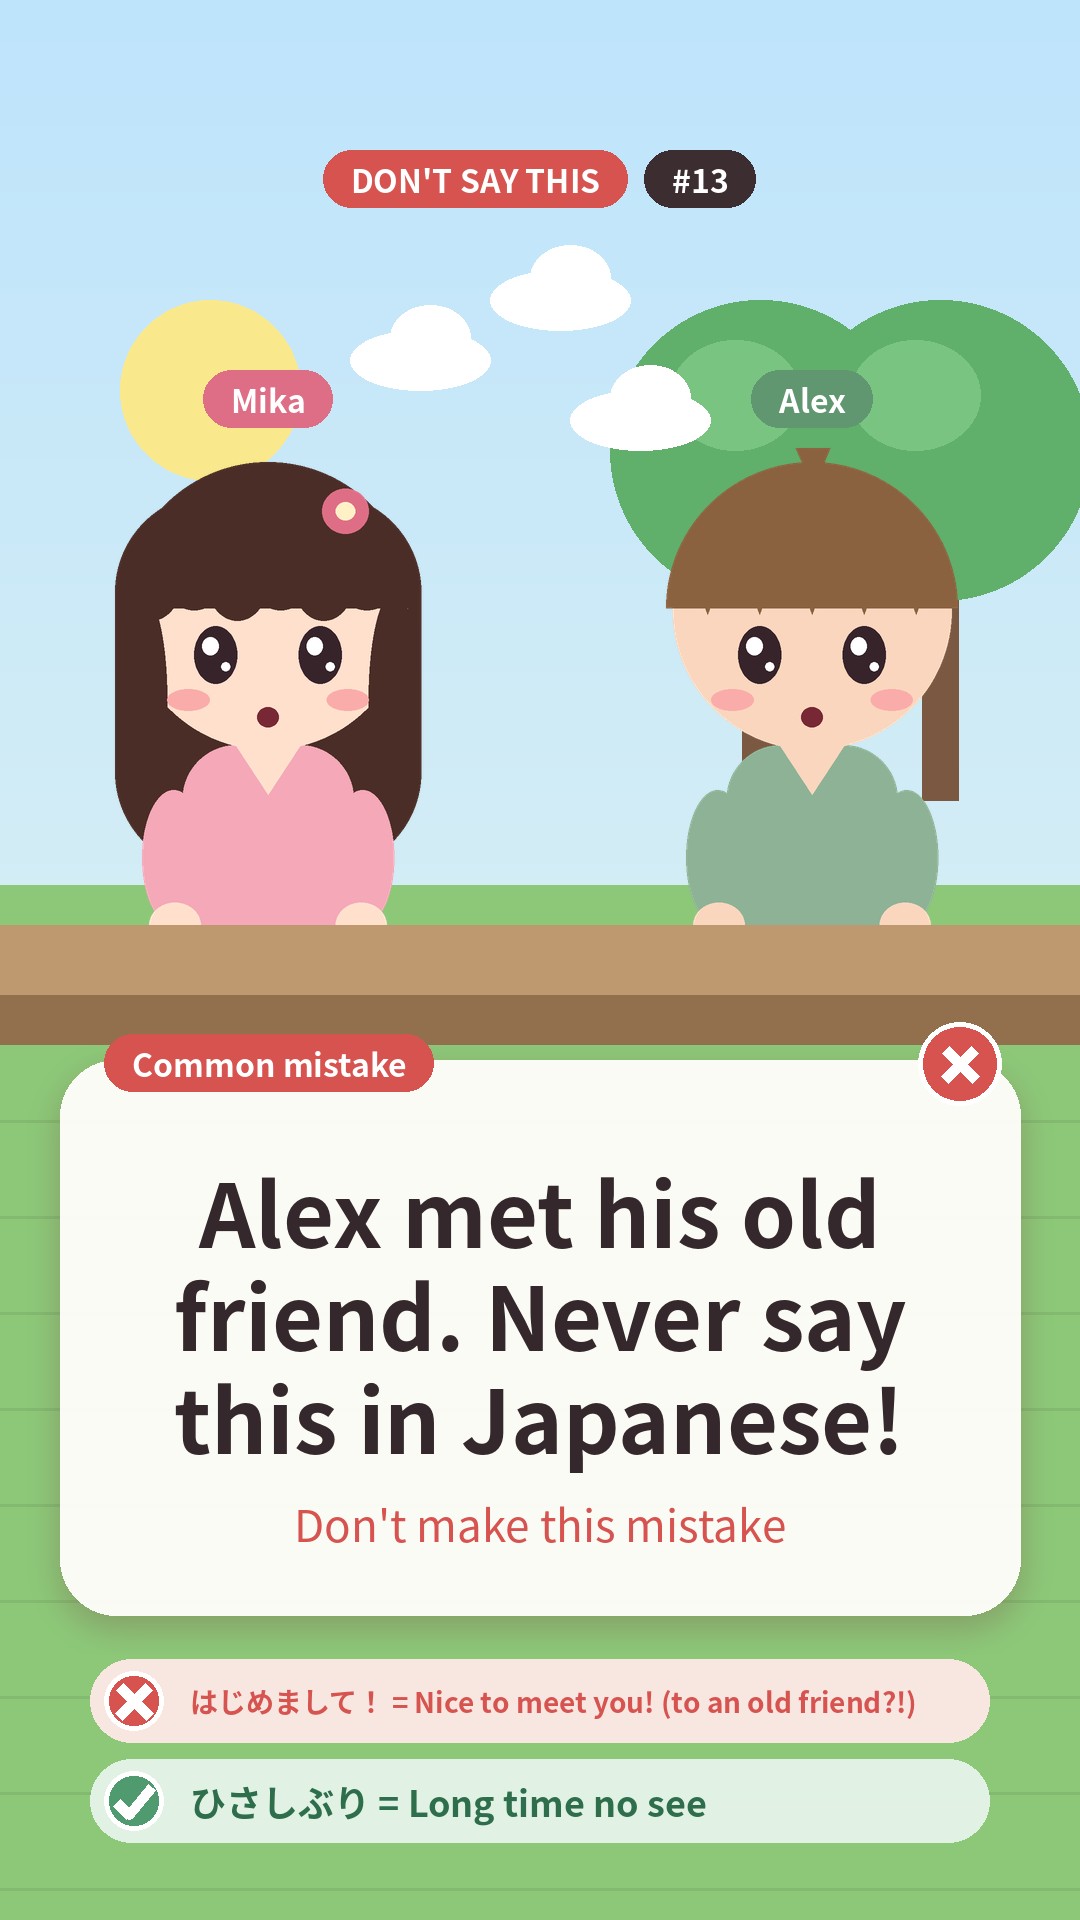 DON'T SAY THIS #13
Mika
Alex
Common mistake
Alex met his old
friend. Never say
this in Japanese!
Don't make this mistake
はじめまして！ = Nice to meet you! (to an old friend?!)
ひさしぶり = Long time no see